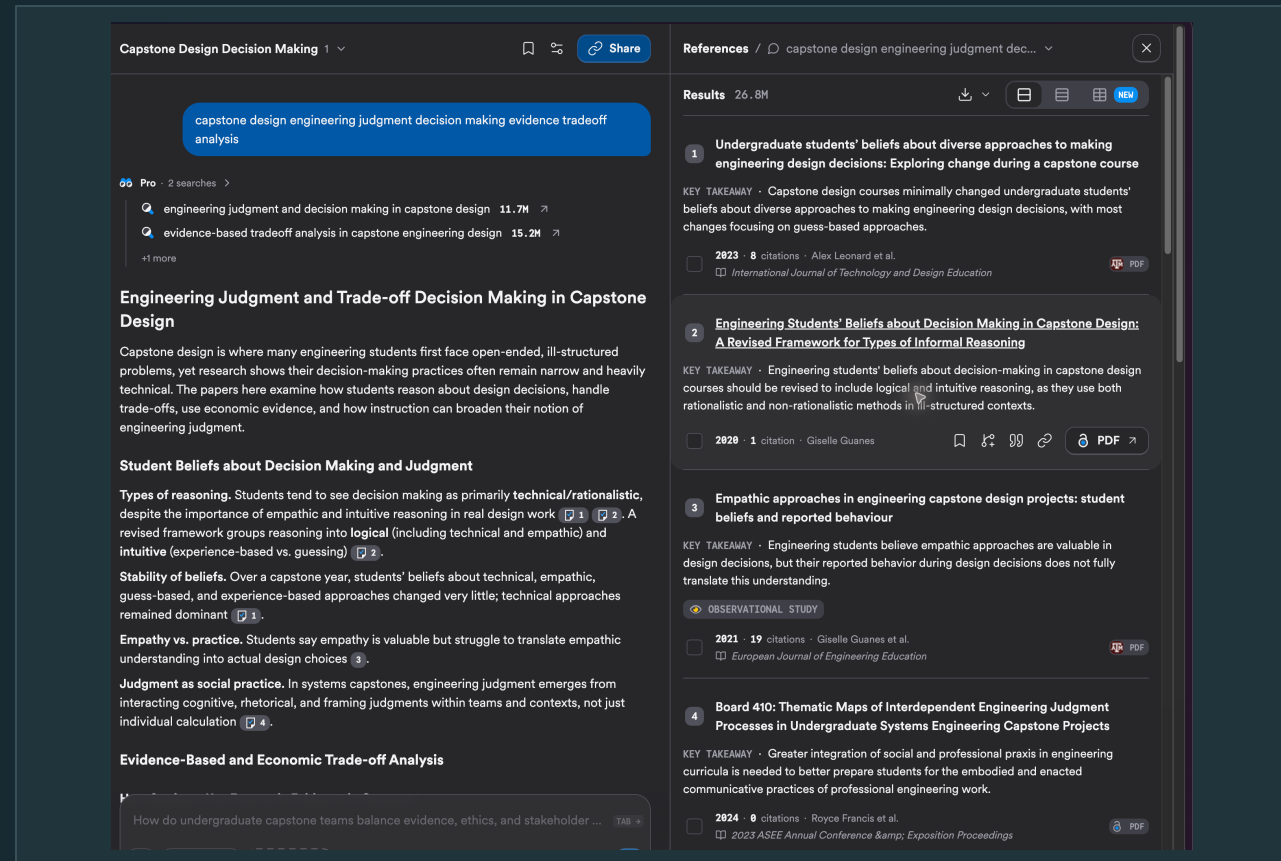 Capstone Design Decision Making 1
Share
capstone design engineering judgment decision making evidence tradeoff
analysis
Pro · 2 searches
engineering judgment and decision making in capstone design 11.7M
evidence-based tradeoff analysis in capstone engineering design 15.2M
+1 more
Engineering Judgment and Trade-off Decision Making in Capstone
Design
Capstone design is where many engineering students first face open-ended, ill-structured
problems, yet research shows their decision-making practices often remain narrow and heavily
technical. The papers here examine how students reason about design decisions, handle
trade-offs, use economic evidence, and how instruction can broaden their notion of
engineering judgment.
Student Beliefs about Decision Making and Judgment
Types of reasoning. Students tend to see decision making as primarily technical/rationalistic,
despite the importance of empathic and intuitive reasoning in real design work 1 2 . A
revised framework groups reasoning into logical (including technical and empathic) and
intuitive (experience-based vs. guessing) 2 .
Stability of beliefs. Over a capstone year, students' beliefs about technical, empathic,
guess-based, and experience-based approaches changed very little; technical approaches
remained dominant 1 .
Empathy vs. practice. Students say empathy is valuable but struggle to translate empathic
understanding into actual design choices 3 .
Judgment as social practice. In systems capstones, engineering judgment emerges from
interacting cognitive, rhetorical, and framing judgments within teams and contexts, not just
individual calculation 4 .
Evidence-Based and Economic Trade-off Analysis
How do undergraduate capstone teams balance evidence, ethics, and stakeholder ... TAB
References / capstone design engineering judgment dec...
Results 26.8M
NEW
1
Undergraduate students' beliefs about diverse approaches to making
engineering design decisions: Exploring change during a capstone course
KEY TAKEAWAY · Capstone design courses minimally changed undergraduate students'
beliefs about diverse approaches to making engineering design decisions, with most
changes focusing on guess-based approaches.
2023 · 8 citations · Alex Leonard et al.
International Journal of Technology and Design Education
PDF
2
Engineering Students' Beliefs about Decision Making in Capstone Design:
A Revised Framework for Types of Informal Reasoning
KEY TAKEAWAY · Engineering students' beliefs about decision-making in capstone design
courses should be revised to include logical and intuitive reasoning, as they use both
rationalistic and non-rationalistic methods in ill-structured contexts.
2020 · 1 citation · Giselle Guanes
PDF
3
Empathic approaches in engineering capstone design projects: student
beliefs and reported behaviour
KEY TAKEAWAY · Engineering students believe empathic approaches are valuable in
design decisions, but their reported behavior during design decisions does not fully
translate this understanding.
OBSERVATIONAL STUDY
2021 · 19 citations · Giselle Guanes et al.
European Journal of Engineering Education
PDF
4
Board 410: Thematic Maps of Interdependent Engineering Judgment
Processes in Undergraduate Systems Engineering Capstone Projects
KEY TAKEAWAY · Greater integration of social and professional praxis in engineering
curricula is needed to better prepare students for the embodied and enacted
communicative practices of professional engineering work.
2024 · 0 citations · Royce Francis et al.
2023 ASEE Annual Conference &amp; Exposition Proceedings
PDF